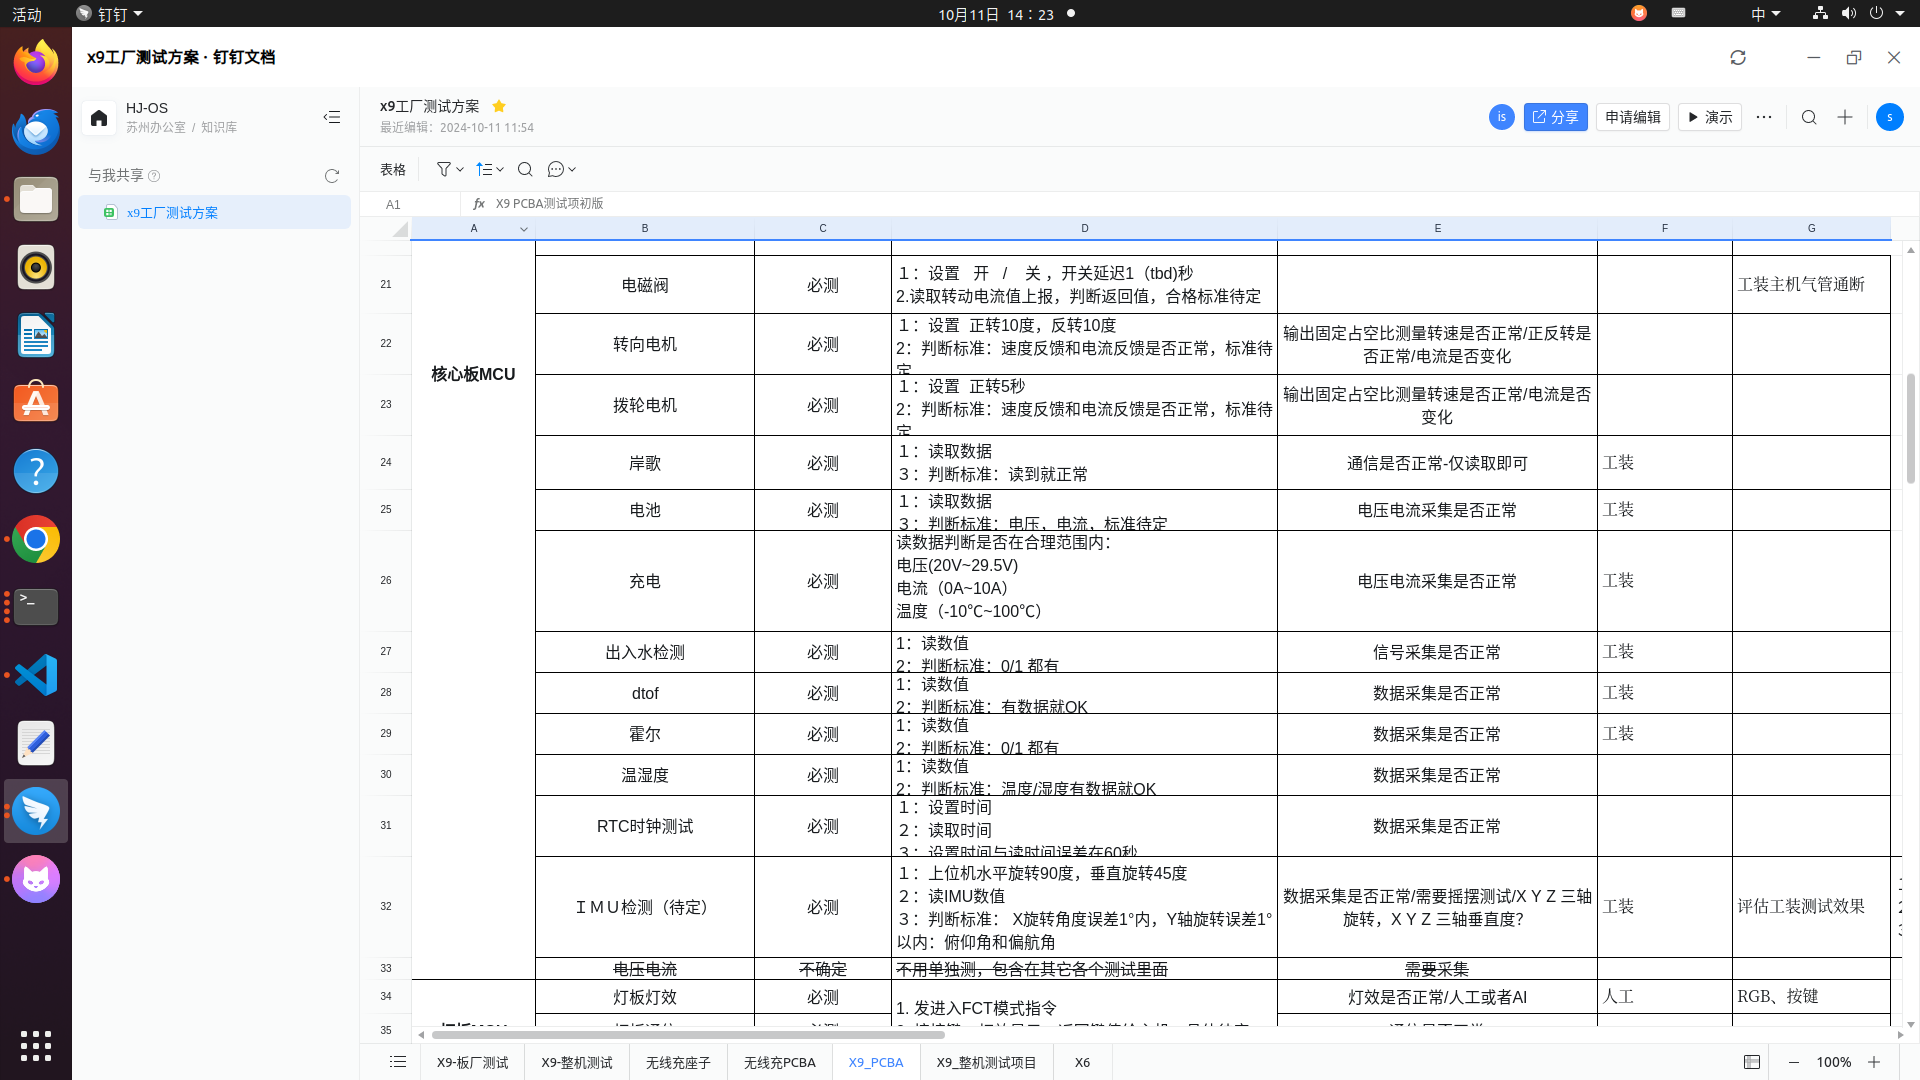 活动
钉钉
10月11日 14：23
中
x9工厂测试方案 · 钉钉文档
HJ-OS
苏州办公室 / 知识库
与我共享
x9工厂测试方案
x9工厂测试方案
最近编辑：2024-10-11 11:54
is
分享
申请编辑
演示
s
表格
A1
fx
X9 PCBA测试项初版
A B C D E F G
核心板MCU
21 电磁阀 必测
1：设置 开 / 关 ，开关延迟1（tbd)秒
2.读取转动电流值上报，判断返回值，合格标准待定
工装主机气管通断
22 转向电机 必测
1：设置 正转10度，反转10度
2：判断标准：速度反馈和电流反馈是否正常，标准待定
输出固定占空比测量转速是否正常/正反转是
否正常/电流是否变化
23 拨轮电机 必测
1：设置 正转5秒
2：判断标准：速度反馈和电流反馈是否正常，标准待定
输出固定占空比测量转速是否正常/电流是否
变化
24 岸歌 必测
1：读取数据
3：判断标准：读到就正常
通信是否正常-仅读取即可 工装
25 电池 必测
1：读取数据
3：判断标准：电压，电流，标准待定
电压电流采集是否正常 工装
26 充电 必测
读数据判断是否在合理范围内：
电压(20V~29.5V)
电流（0A~10A）
温度（-10℃~100℃）
电压电流采集是否正常 工装
27 出入水检测 必测
1：读数值
2：判断标准：0/1 都有
信号采集是否正常 工装
28 dtof 必测
1：读数值
2：判断标准：有数据就OK
数据采集是否正常 工装
29 霍尔 必测
1：读数值
2：判断标准：0/1 都有
数据采集是否正常 工装
30 温湿度 必测
1：读数值
2：判断标准：温度/湿度有数据就OK
数据采集是否正常
31 RTC时钟测试 必测
1：设置时间
2：读取时间
3：设置时间与读时间误差在60秒
数据采集是否正常
32 ＩＭＵ检测（待定） 必测
1：上位机水平旋转90度，垂直旋转45度
2：读IMU数值
3：判断标准： X旋转角度误差1°内，Y轴旋转误差1°
以内：俯仰角和偏航角
数据采集是否正常/需要摇摆测试/X Y Z 三轴
旋转，X Y Z 三轴垂直度？
工装 评估工装测试效果
33 电压电流 不确定 不用单独测，包含在其它各个测试里面 需要采集
34 灯板灯效 必测
1. 发进入FCT模式指令
灯效是否正常/人工或者AI 人工 RGB、按键
35
X9-板厂测试 X9-整机测试 无线充座子 无线充PCBA X9_PCBA X9_整机测试项目 X6
100%